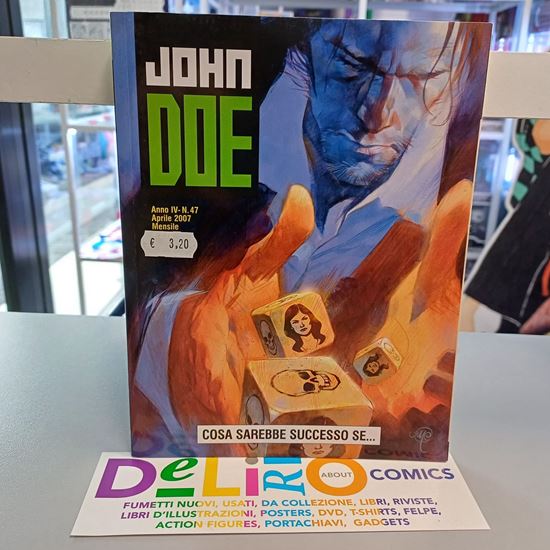 JOHN
DOE
Anno IV- N.47
Aprile 2007
Mensile
€ 3,20
COSA SAREBBE SUCCESSO SE...
DeLiRiO ABOUT COMICS
FUMETTI NUOVI, USATI, DA COLLEZIONE, LIBRI, RIVISTE,
LIBRI D'ILLUSTRAZIONI, POSTERS, DVD, T-SHIRTS, FELPE,
ACTION FIGURES, PORTACHIAVI, GADGETS